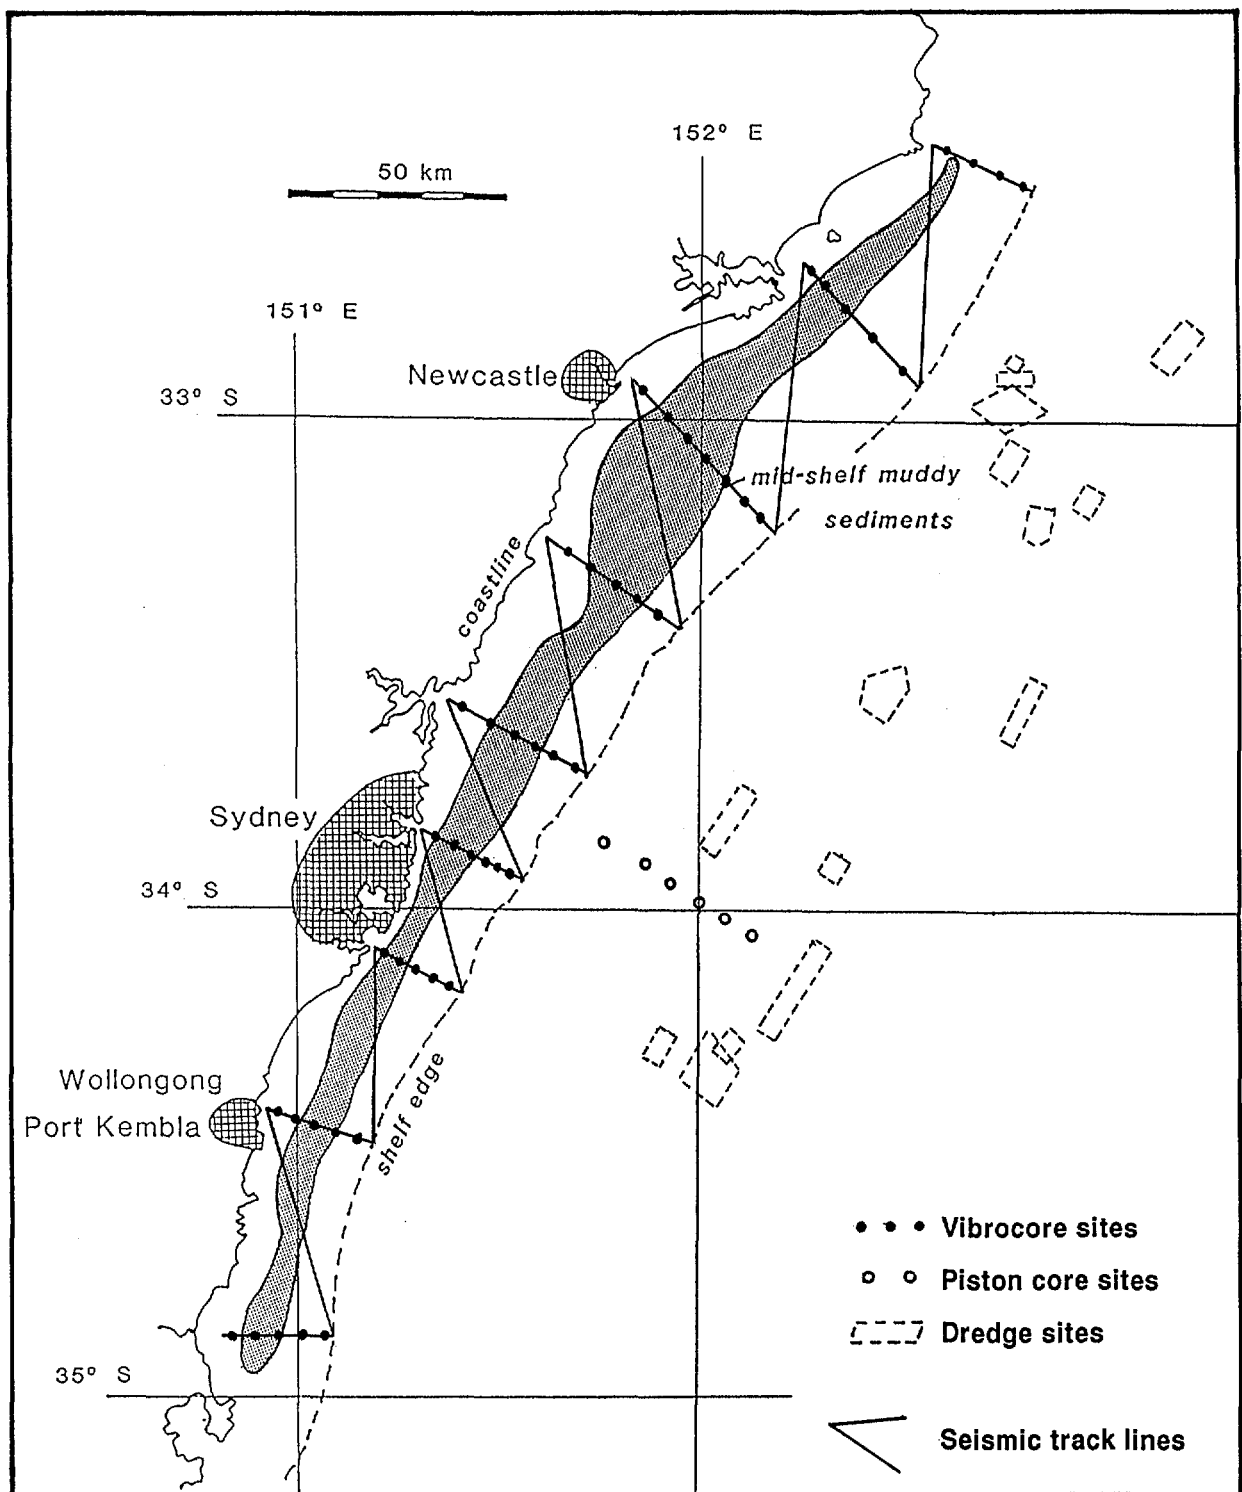 152° E
50 km
151° E
Newcastle
33° S
mid-shelf muddy
sediments
coastline
Sydney
34° S
shelf edge
Wollongong
Port Kembla
Vibrocore sites
Piston core sites
Dredge sites
35° S
Seismic track lines